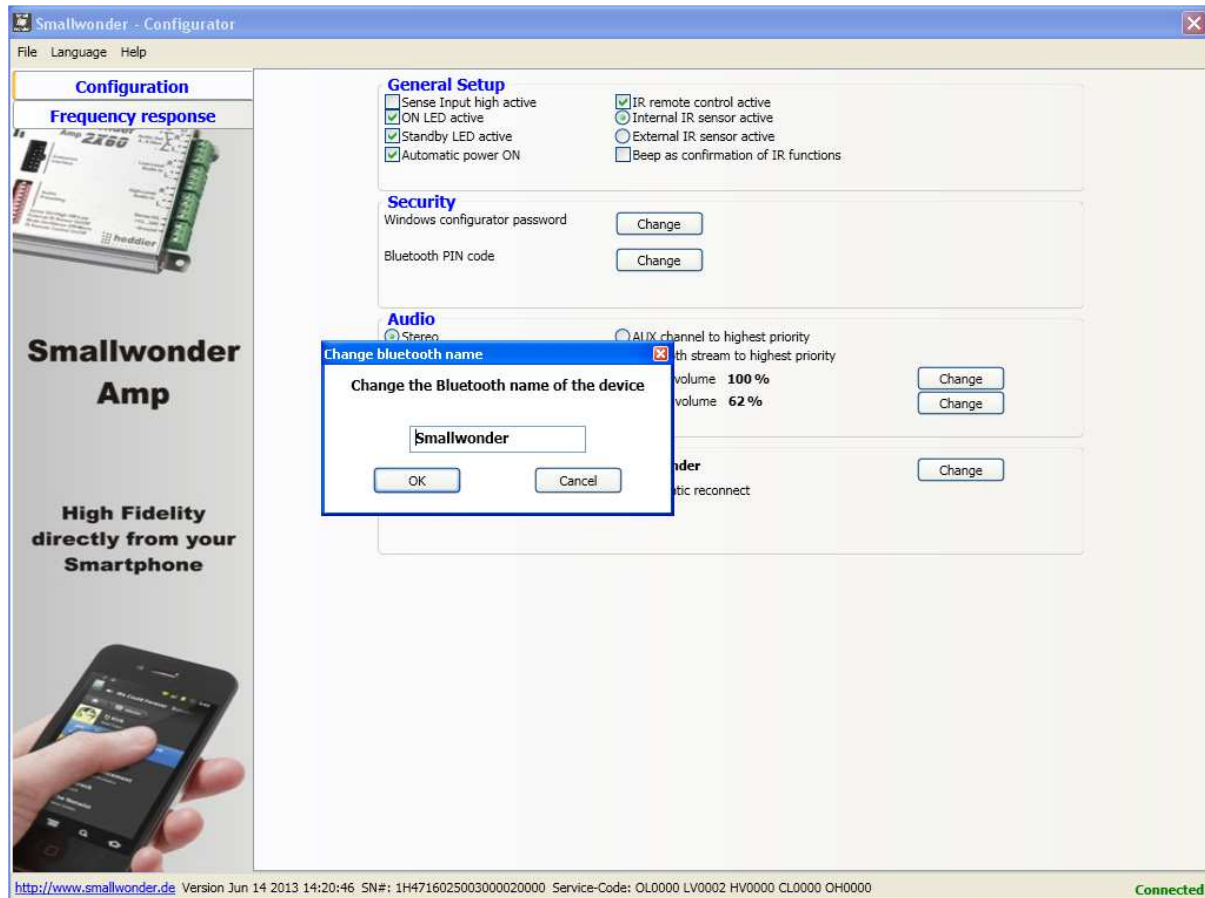 Smallwonder - Configurator
File Language Help
Configuration
Frequency response
Amp 2X60
heddier
Smallwonder
Amp
High Fidelity
directly from your
Smartphone
General Setup
Sense Input high active
ON LED active
Standby LED active
Automatic power ON
IR remote control active
Internal IR sensor active
External IR sensor active
Beep as confirmation of IR functions
Security
Windows configurator password
Change
Bluetooth PIN code
Change
Audio
Stereo
AUX channel to highest priority
th stream to highest priority
volume 100 %
Change
volume 62 %
Change
nder
Change
tic reconnect
Change bluetooth name
Change the Bluetooth name of the device
Smallwonder
OK
Cancel
http://www.smallwonder.de Version Jun 14 2013 14:20:46 SN#: 1H4716025003000020000 Service-Code: OL0000 LV0002 HV0000 CL0000 OH0000
Connected